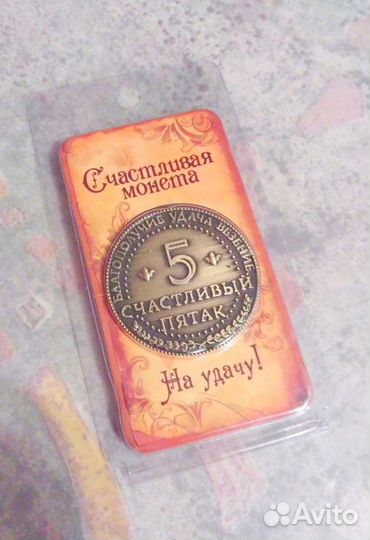 Счастливая
монета
БЛАГОПОЛУЧИЕ УДАЧА ВЕЗЕНИЕ
5
СЧАСТЛИВЫЙ
ПЯТАК
На удачу!
Avito